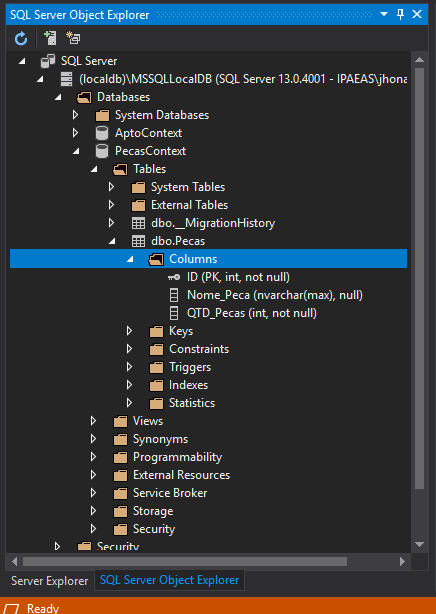 SQL Server Object Explorer
SQL Server
(localdb)\MSSQLLocalDB (SQL Server 13.0.4001 - IPAEAS\jhona
Databases
System Databases
AptoContext
PecasContext
Tables
System Tables
External Tables
dbo.__MigrationHistory
dbo.Pecas
Columns
ID (PK, int, not null)
Nome_Peca (nvarchar(max), null)
QTD_Pecas (int, not null)
Keys
Constraints
Triggers
Indexes
Statistics
Views
Synonyms
Programmability
External Resources
Service Broker
Storage
Security
Security
Server Explorer SQL Server Object Explorer
Ready